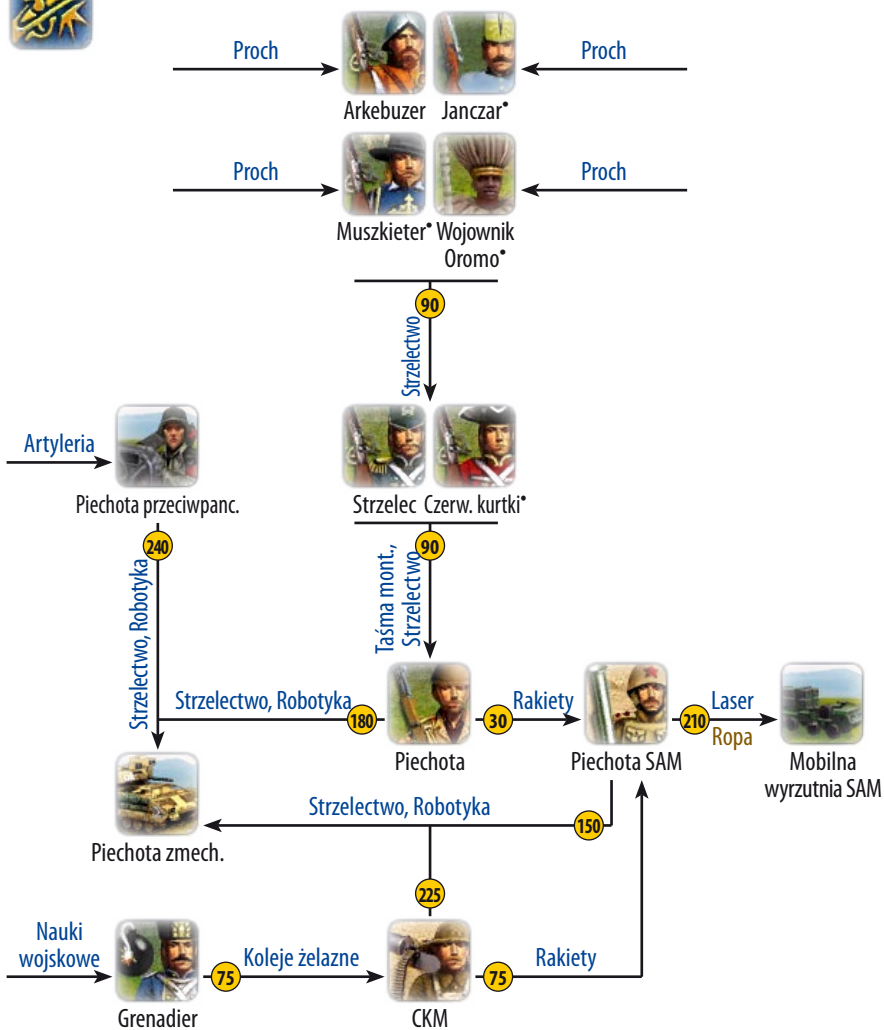 Proch
Proch
Arkebuzer
Janczar•
Proch
Proch
Muszkieter•
Wojownik
Oromo•
90
Strzelectwo
Artyleria
Piechota przeciwpanc.
Strzelec
Czerw. kurtki•
240
90
Strzelectwo, Robotyka
Taśma mont.,
Strzelectwo
Strzelectwo, Robotyka
180
30
Rakiety
210
Laser
Ropa
Piechota
Piechota SAM
Mobilna
wyrzutnia SAM
Strzelectwo, Robotyka
150
Piechota zmech.
225
Nauki
wojskowe
75
Koleje żelazne
75
Rakiety
Grenadier
CKM